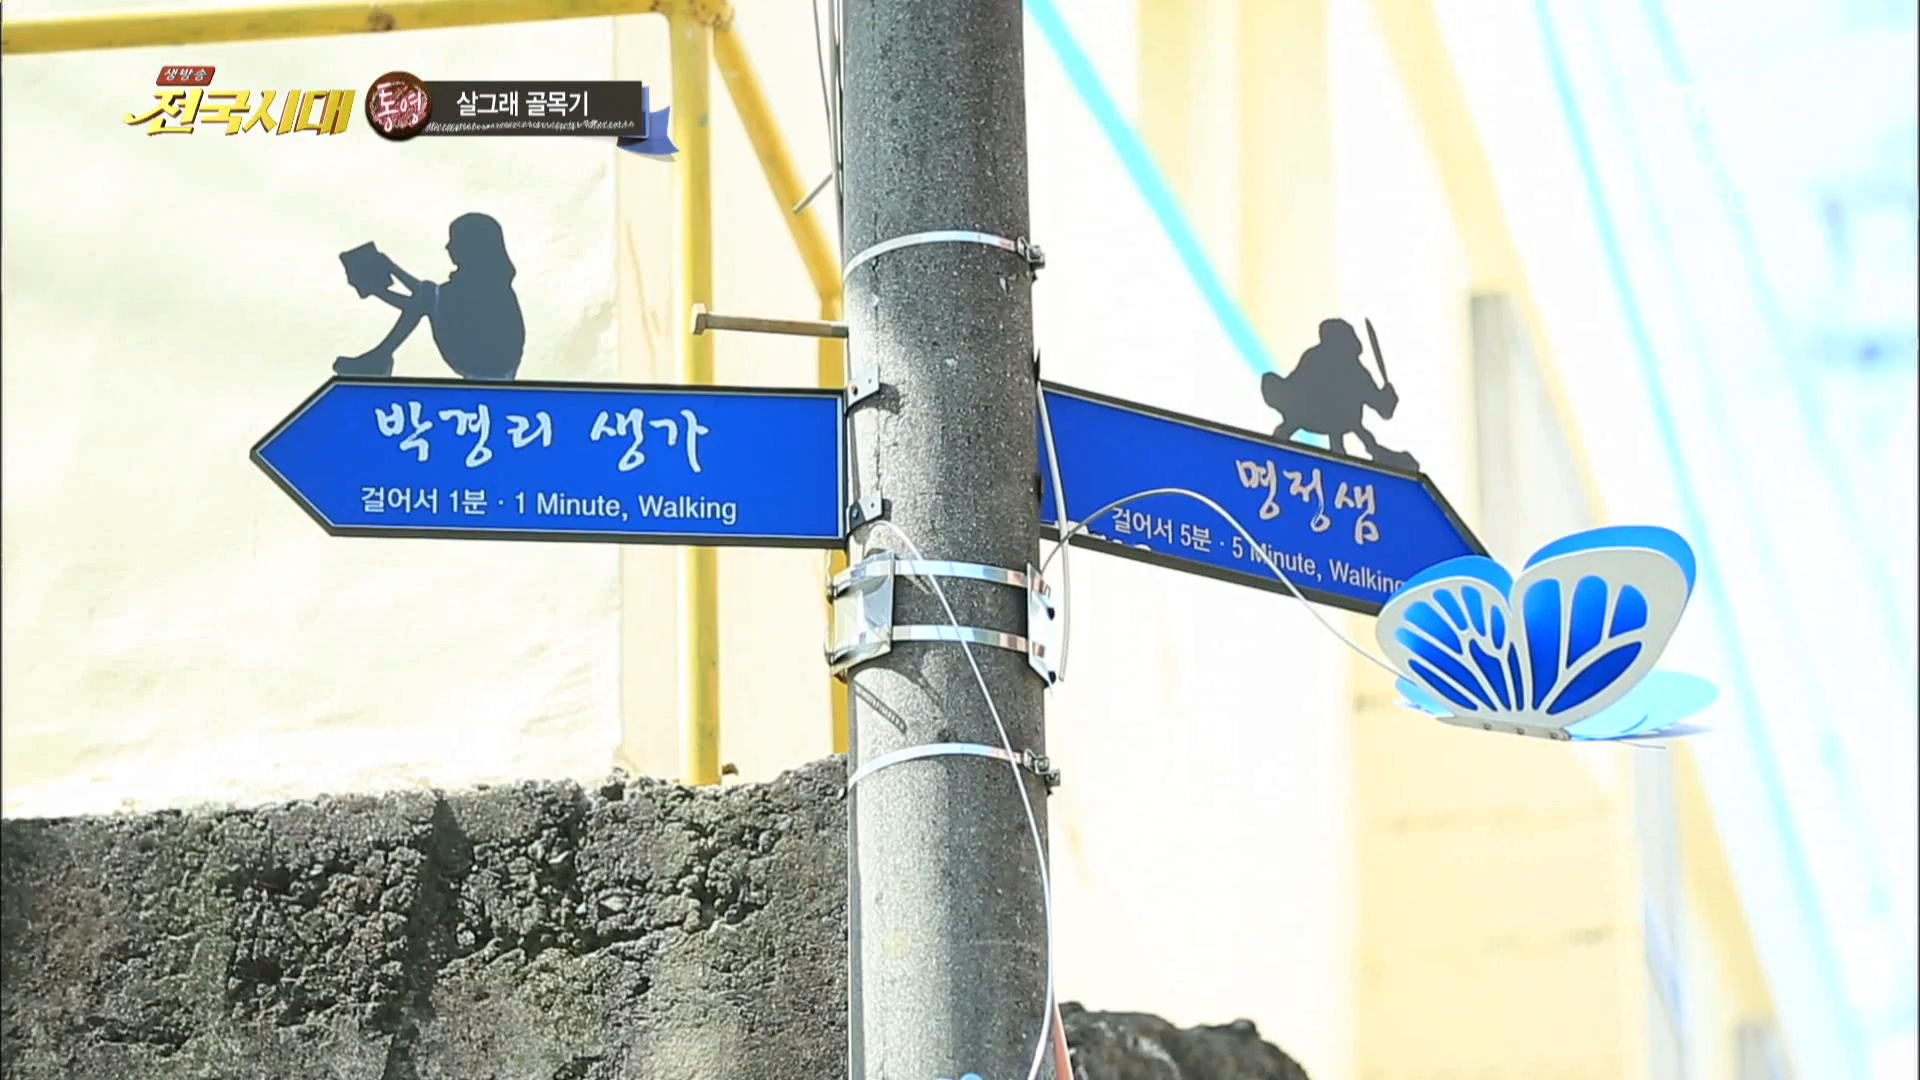 생방송
전국시대
통영
살그래 골목기
박경리 생가
걸어서 1분 · 1 Minute, Walking
명정샘
걸어서 5분 · 5 Minute, Walking